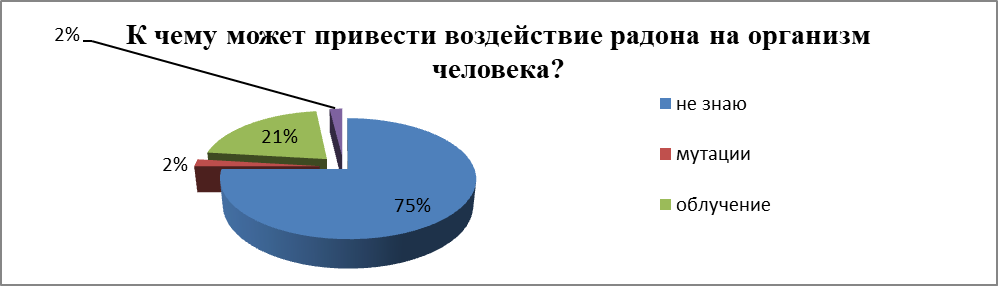 2%
К чему может привести воздействие радона на организм
человека?
не знаю
21%
2%
мутации
75%
облучение